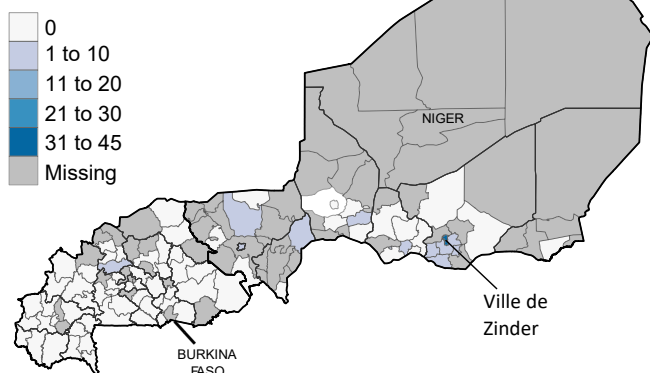 0
1 to 10
11 to 20
21 to 30
31 to 45
Missing
NIGER
Ville de
Zinder
BURKINA
FASO